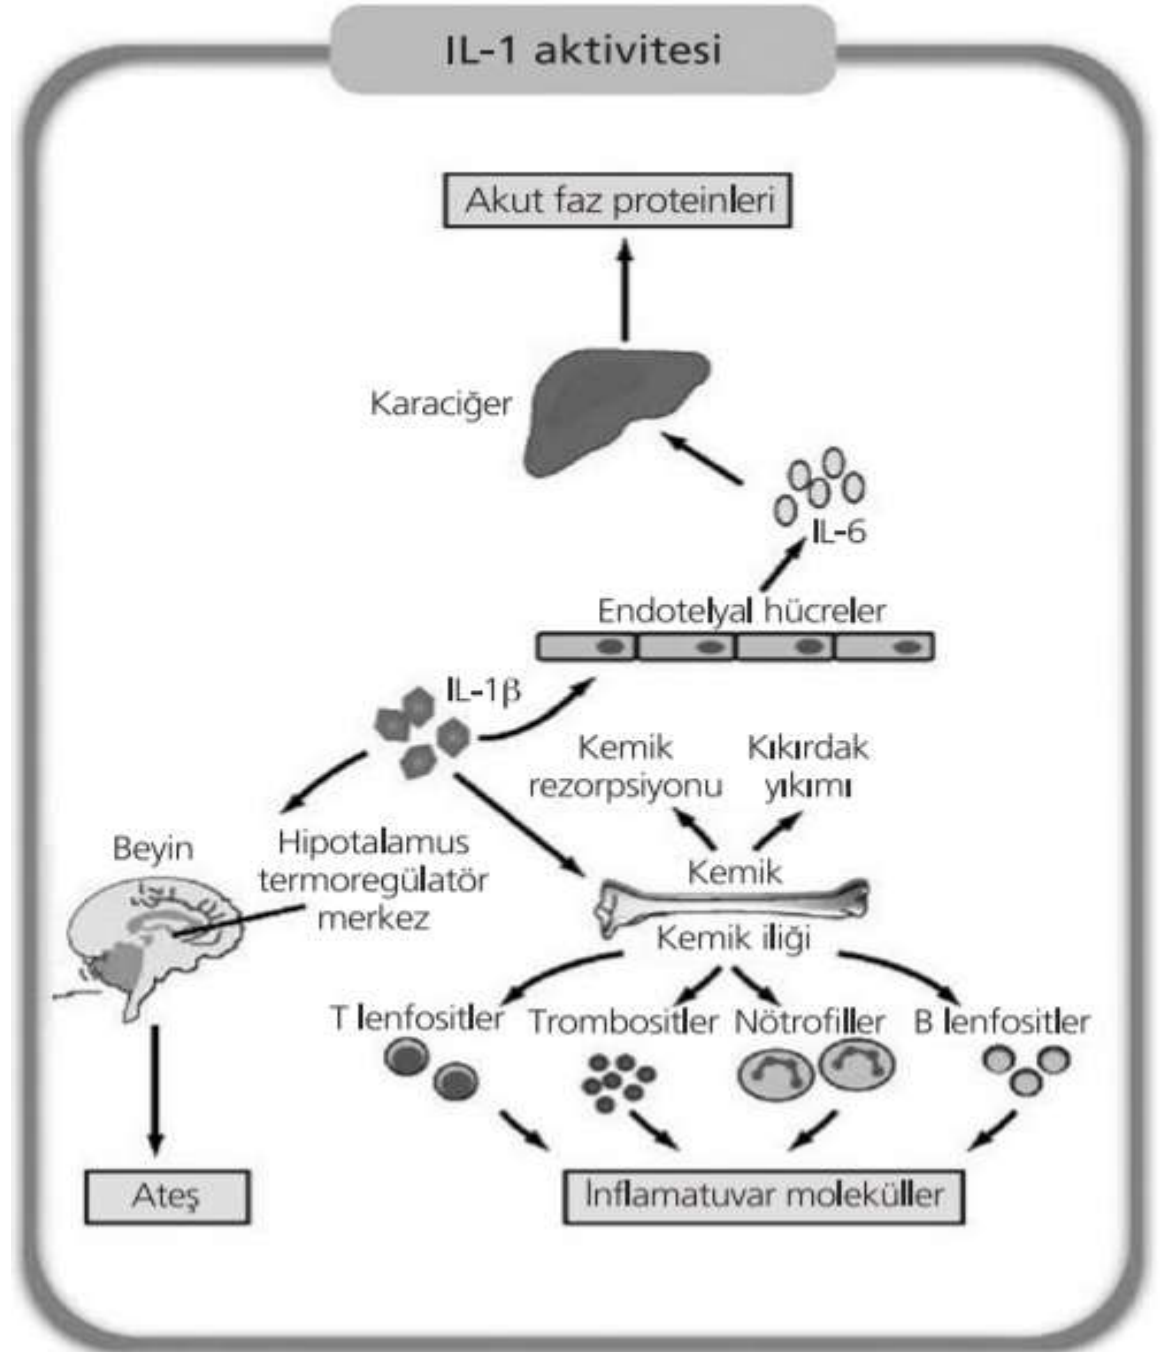 IL-1 aktivitesi
Akut faz proteinleri
Karaciğer
IL-6
Endotelyal hücreler
IL-1β
Kemik
rezorpsiyonu
Kıkırdak
yıkımı
Beyin
Hipotalamus
termoregülatör
merkez
Kemik
Kemik iliği
T lenfositler Trombositler Nötrofiller B lenfositler
Ateş
İnflamatuvar moleküller